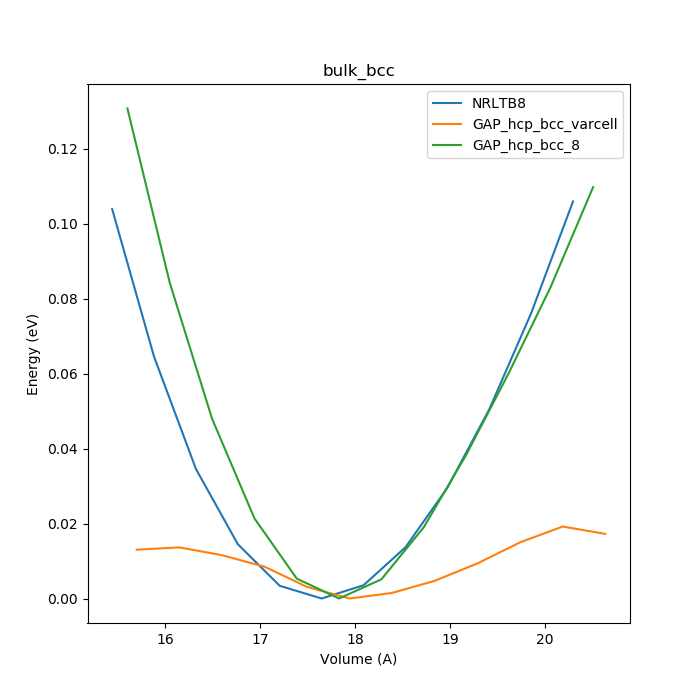 bulk_bcc
NRLTB8
GAP_hcp_bcc_varcell
GAP_hcp_bcc_8
0.12
0.10
0.08
0.06
0.04
0.02
0.00
Energy (eV)
16 17 18 19 20
Volume (A)